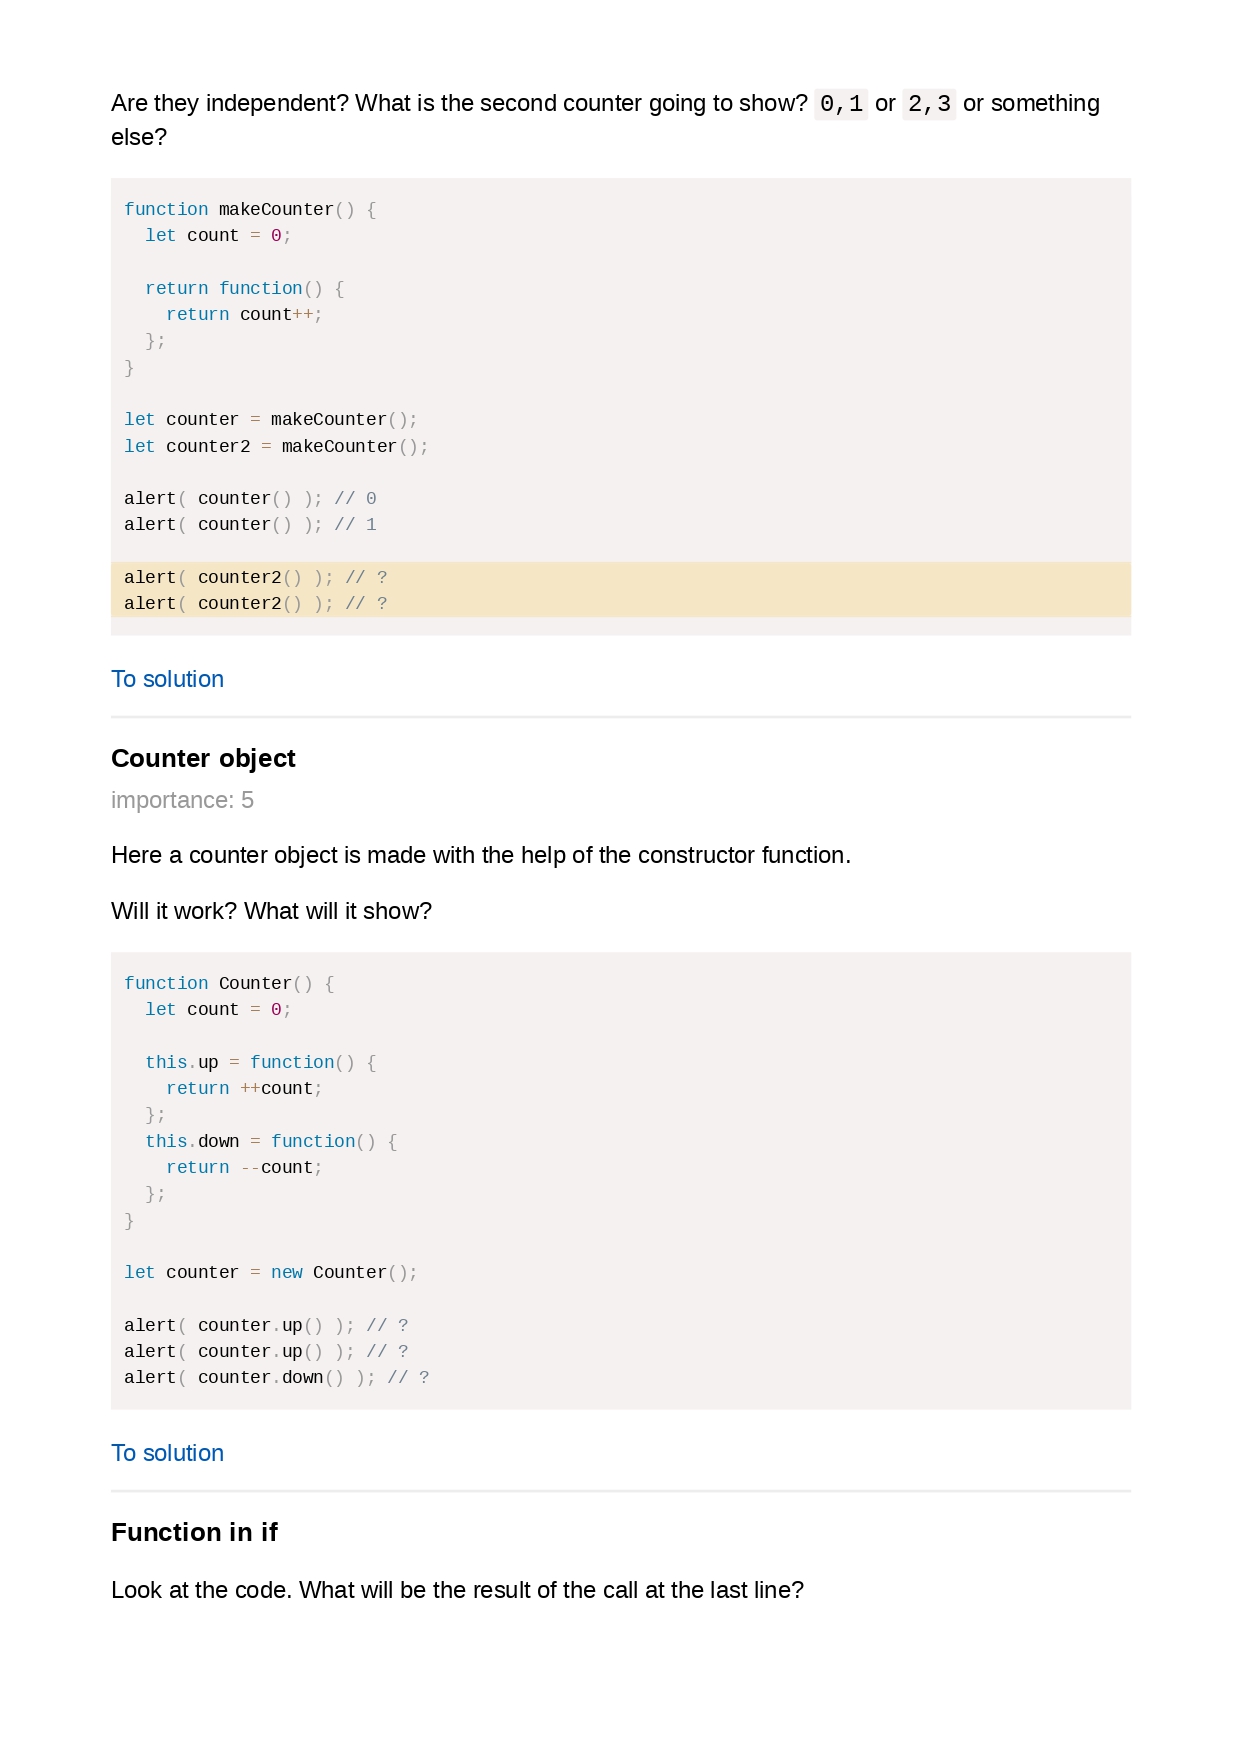 Are they independent? What is the second counter going to show? 0,1 or 2,3 or something
else?
function makeCounter() {
  let count = 0;

  return function() {
    return count++;
  };
}

let counter = makeCounter();
let counter2 = makeCounter();

alert( counter() ); // 0
alert( counter() ); // 1

alert( counter2() ); // ?
alert( counter2() ); // ?
To solution
Counter object
importance: 5
Here a counter object is made with the help of the constructor function.
Will it work? What will it show?
function Counter() {
  let count = 0;

  this.up = function() {
    return ++count;
  };
  this.down = function() {
    return --count;
  };
}

let counter = new Counter();

alert( counter.up() ); // ?
alert( counter.up() ); // ?
alert( counter.down() ); // ?
To solution
Function in if
Look at the code. What will be the result of the call at the last line?